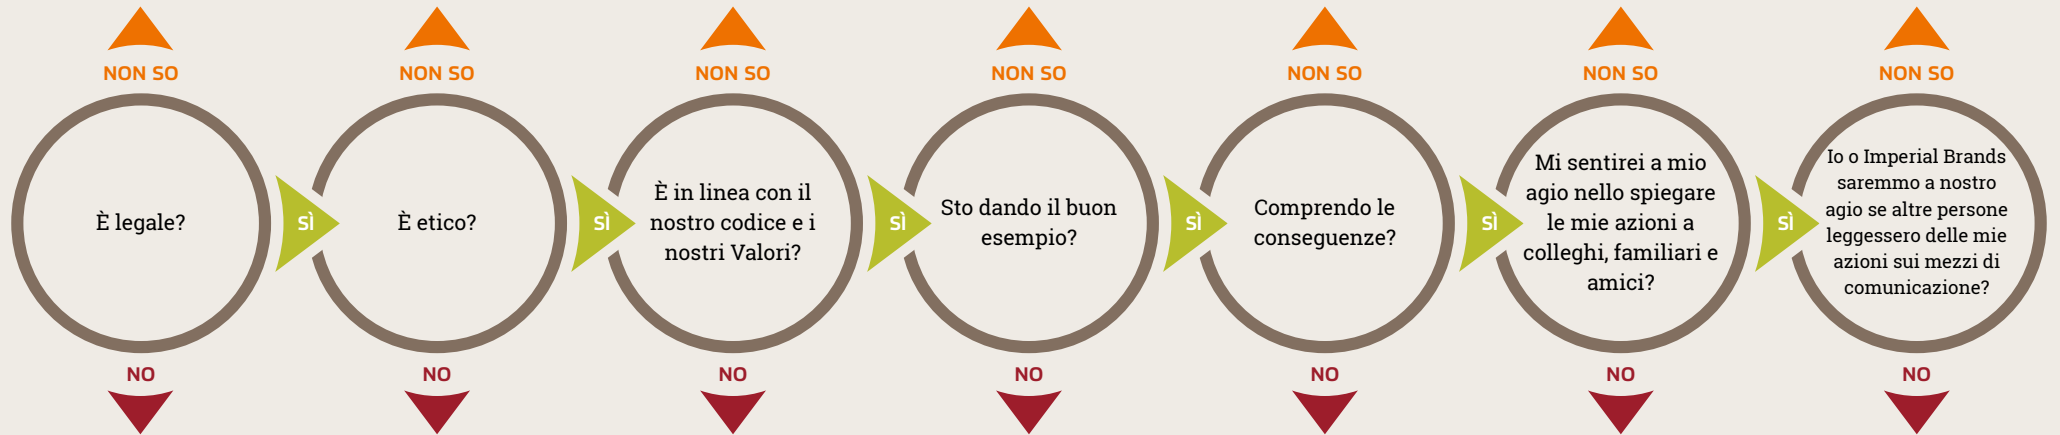 NON SO
NON SO
NON SO
NON SO
NON SO
NON SO
NON SO
È legale?
SÌ
È etico?
SÌ
È in linea con il
nostro codice e i
nostri Valori?
SÌ
Sto dando il buon
esempio?
SÌ
Comprendo le
conseguenze?
SÌ
Mi sentirei a mio
agio nello spiegare
le mie azioni a
colleghi, familiari e
amici?
SÌ
Io o Imperial Brands
saremmo a nostro
agio se altre persone
leggessero delle mie
azioni sui mezzi di
comunicazione?
NO
NO
NO
NO
NO
NO
NO